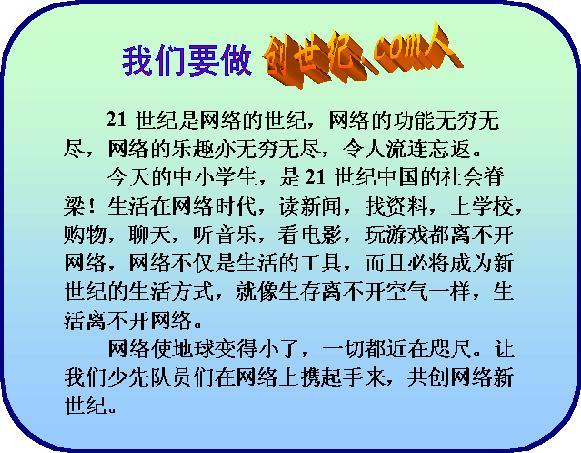 我们要做 创世纪.com人
21 世纪是网络的世纪，网络的功能无穷无
尽，网络的乐趣亦无穷无尽，令人流连忘返。
今天的中小学生，是 21 世纪中国的社会脊
梁！生活在网络时代，读新闻，找资料，上学校，
购物，聊天，听音乐，看电影，玩游戏都离不开
网络，网络不仅是生活的工具，而且必将成为新
世纪的生活方式，就像生存离不开空气一样，生
活离不开网络。
网络使地球变得小了，一切都近在咫尺。让
我们少先队员们在网络上携起手来，共创网络新
世纪。